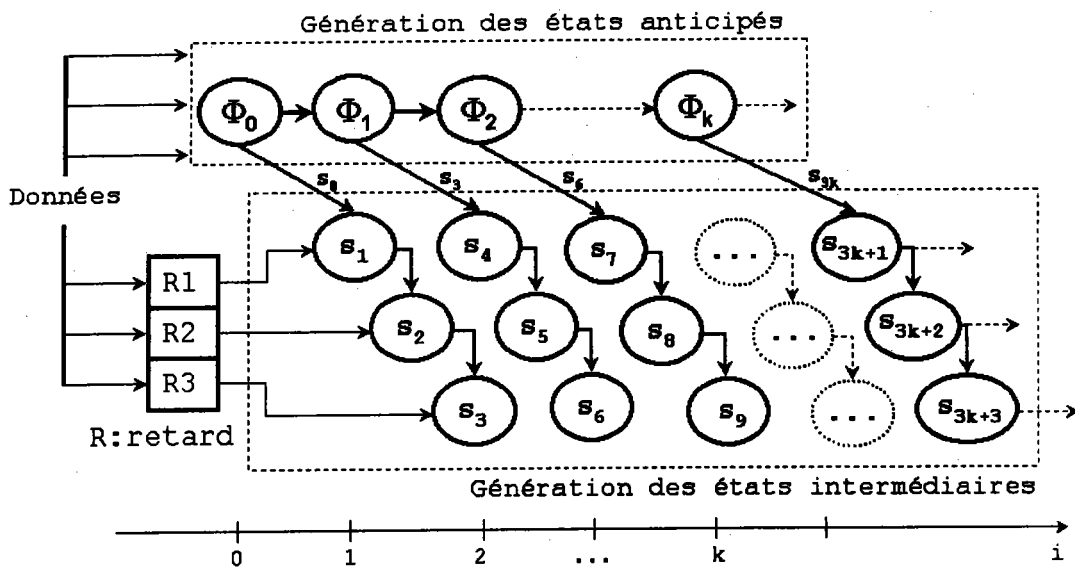 Génération des états anticipés
Φ0 Φ1 Φ2 Φk
s0 s3 s6 s3k
Données
s1 s4 s7 ... s3k+1
R1
s2 s5 s8 ... s3k+2
R2
R3
s3 s6 s9 ... s3k+3
R:retard
Génération des états intermédiaires
0 1 2 ... k i